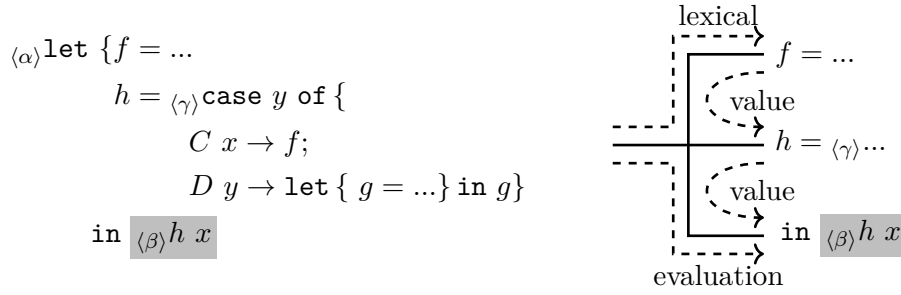 ⟨α⟩let {f = ...
h = ⟨γ⟩case y of {
C x → f;
D y → let { g = ...} in g}
in ⟨β⟩h x
lexical
f = ...
value
h = ⟨γ⟩...
value
in ⟨β⟩h x
evaluation